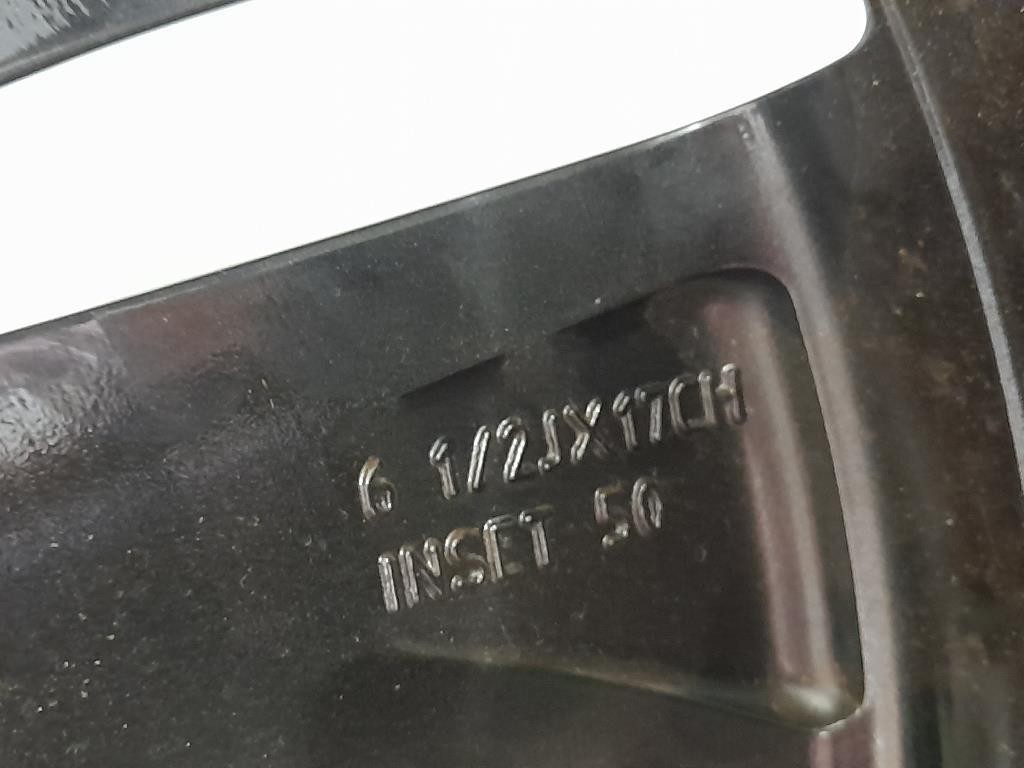 6 1/2JX17CH
INSET 50